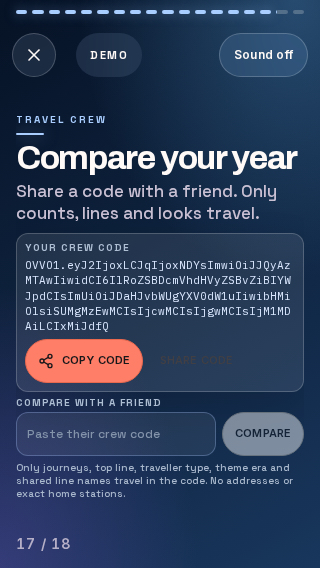 DEMO
Sound off
TRAVEL CREW
Compare your year
Share a code with a friend. Only
counts, lines and looks travel.
YOUR CREW CODE
OVVO1.eyJ2IjoxLCJqIjoxNDYsImwiOiJJQyAz
MTAwIiwidCI6IlRoZSBDcmVhdHVyZSBvZiBIYW
JpdCIsImUiOiJDaHJvbWUgYXV0dW1uIiwibHMi
OlsiSUMgMzEwMCIsIjcwMCIsIjgwMCIsIjM1MD
AiLCIxMiJdfQ
COPY CODE
SHARE CODE
COMPARE WITH A FRIEND
Paste their crew code
COMPARE
Only journeys, top line, traveller type, theme era and
shared line names travel in the code. No addresses or
exact home stations.
17 / 18